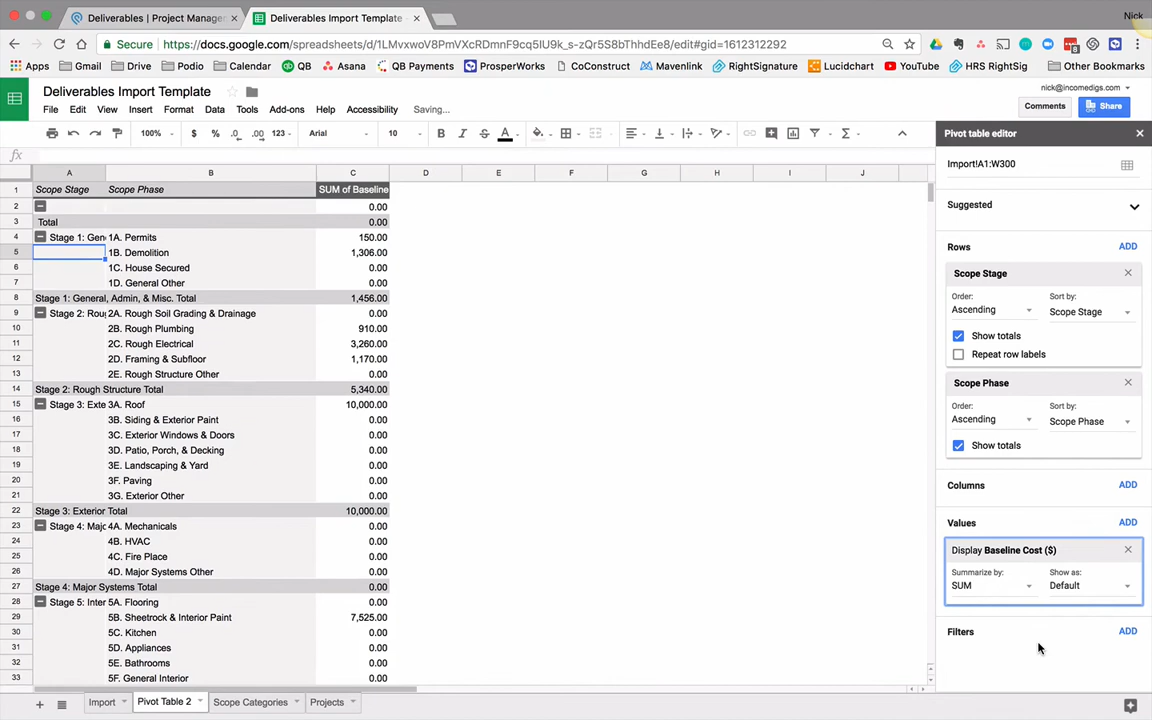 Nick
Deliverables | Project Manager
Deliverables Import Template
Secure
https://docs.google.com/spreadsheets/d/1LMvxwoV8PmVXcRDmnF9cq5IU9k_s-zQr5S8bThhdEe8/edit#gid=1612312292
Apps Gmail Drive Podio Calendar QB Asana QB Payments ProsperWorks CoConstruct Mavenlink RightSignature Lucidchart YouTube HRS RightSig Other Bookmarks
Deliverables Import Template
nick@incomedigs.com
File Edit View Insert Format Data Tools Add-ons Help Accessibility Saving...
Comments Share
100% $ % .0 .00 123 Arial 10 B I S A
Pivot table editor
fx
Import!A1:W300
A B C D E F G H I J
1 Scope Stage Scope Phase SUM of Baseline
2 0.00
3 Total 0.00
4 Stage 1: Gen 1A. Permits 150.00
5 1B. Demolition 1,306.00
6 1C. House Secured 0.00
7 1D. General Other 0.00
8 Stage 1: General, Admin, & Misc. Total 1,456.00
9 Stage 2: Rou 2A. Rough Soil Grading & Drainage 0.00
10 2B. Rough Plumbing 910.00
11 2C. Rough Electrical 3,260.00
12 2D. Framing & Subfloor 1,170.00
13 2E. Rough Structure Other 0.00
14 Stage 2: Rough Structure Total 5,340.00
15 Stage 3: Exte 3A. Roof 10,000.00
16 3B. Siding & Exterior Paint 0.00
17 3C. Exterior Windows & Doors 0.00
18 3D. Patio, Porch, & Decking 0.00
19 3E. Landscaping & Yard 0.00
20 3F. Paving 0.00
21 3G. Exterior Other 0.00
22 Stage 3: Exterior Total 10,000.00
23 Stage 4: Majo 4A. Mechanicals 0.00
24 4B. HVAC 0.00
25 4C. Fire Place 0.00
26 4D. Major Systems Other 0.00
27 Stage 4: Major Systems Total 0.00
28 Stage 5: Inter 5A. Flooring 0.00
29 5B. Sheetrock & Interior Paint 7,525.00
30 5C. Kitchen 0.00
31 5D. Appliances 0.00
32 5E. Bathrooms 0.00
33 5F. General Interior 0.00
Suggested
Rows ADD
Scope Stage
Order: Sort by:
Ascending Scope Stage
Show totals
Repeat row labels
Scope Phase
Order: Sort by:
Ascending Scope Phase
Show totals
Columns ADD
Values ADD
Display Baseline Cost ($)
Summarize by: Show as:
SUM Default
Filters ADD
Import Pivot Table 2 Scope Categories Projects